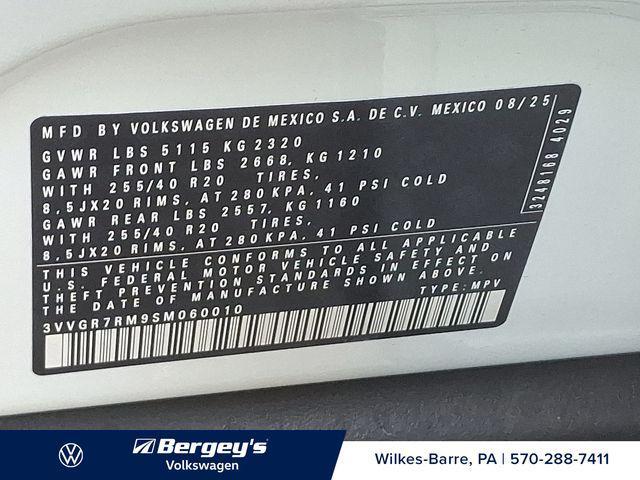 MFD BY VOLKSWAGEN DE MEXICO S.A. DE C.V. MEXICO 08/25
GVWR LBS 5115 KG 2320
GAWR FRONT LBS 2668, KG 1210
WITH 255/40 R20 TIRES,
8,5JX20 RIMS, AT 280 KPA, 41 PSI COLD
GAWR REAR LBS 2557, KG 1160
WITH 255/40 R20 TIRES,
8,5JX20 RIMS, AT 280 KPA, 41 PSI COLD
THIS VEHICLE CONFORMS TO ALL APPLICABLE
U.S. FEDERAL MOTOR VEHICLE SAFETY AND
THEFT PREVENTION STANDARDS IN EFFECT ON
THE DATE OF MANUFACTURE SHOWN ABOVE.
3VVGR7RM9SM060010 TYPE: MPV
3248168 4029
Bergey's
Volkswagen
Wilkes-Barre, PA | 570-288-7411